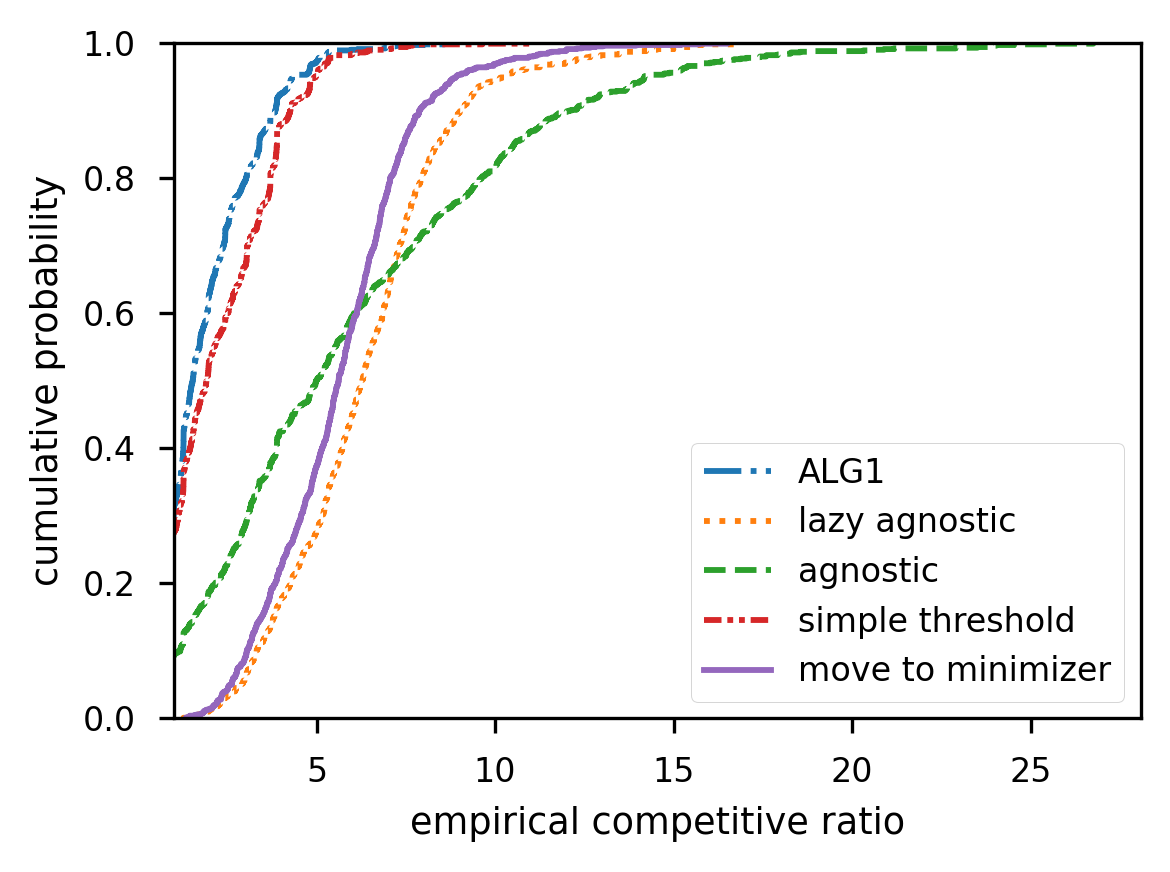 1.0
0.8
0.6
0.4
0.2
0.0
cumulative probability
5 10 15 20 25
empirical competitive ratio
ALG1
lazy agnostic
agnostic
simple threshold
move to minimizer